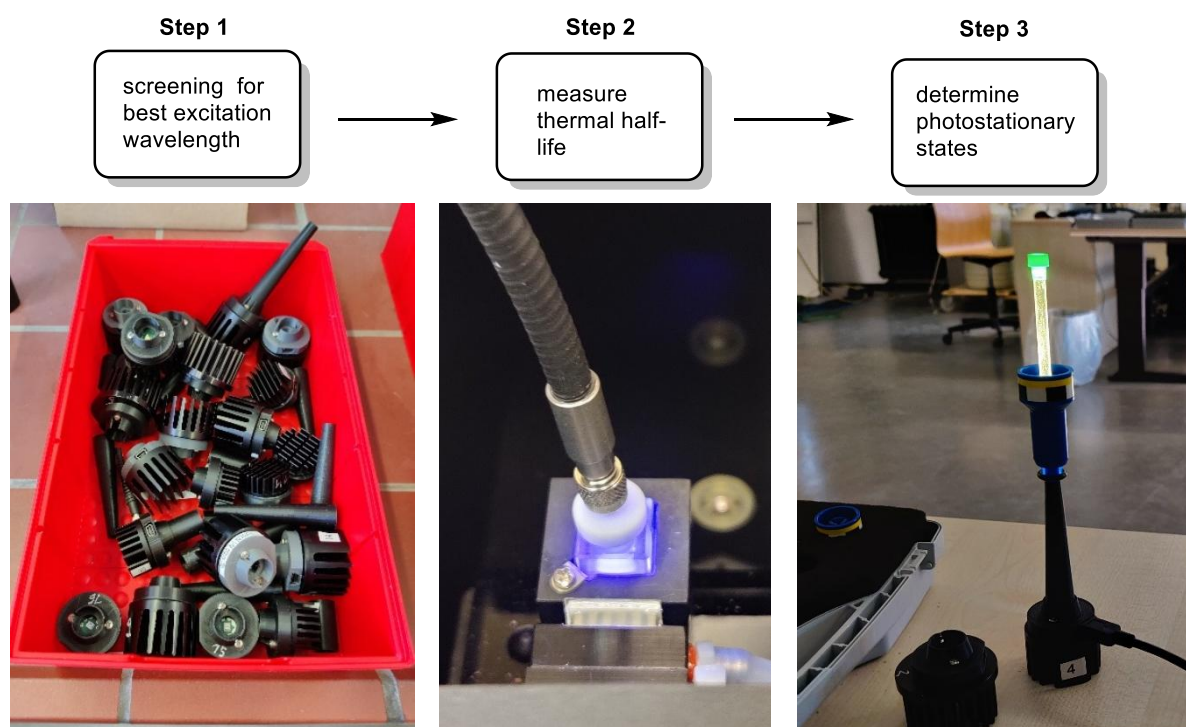 Step 1
screening for
best excitation
wavelength
Step 2
measure
thermal half-
life
Step 3
determine
photostationary
states
4